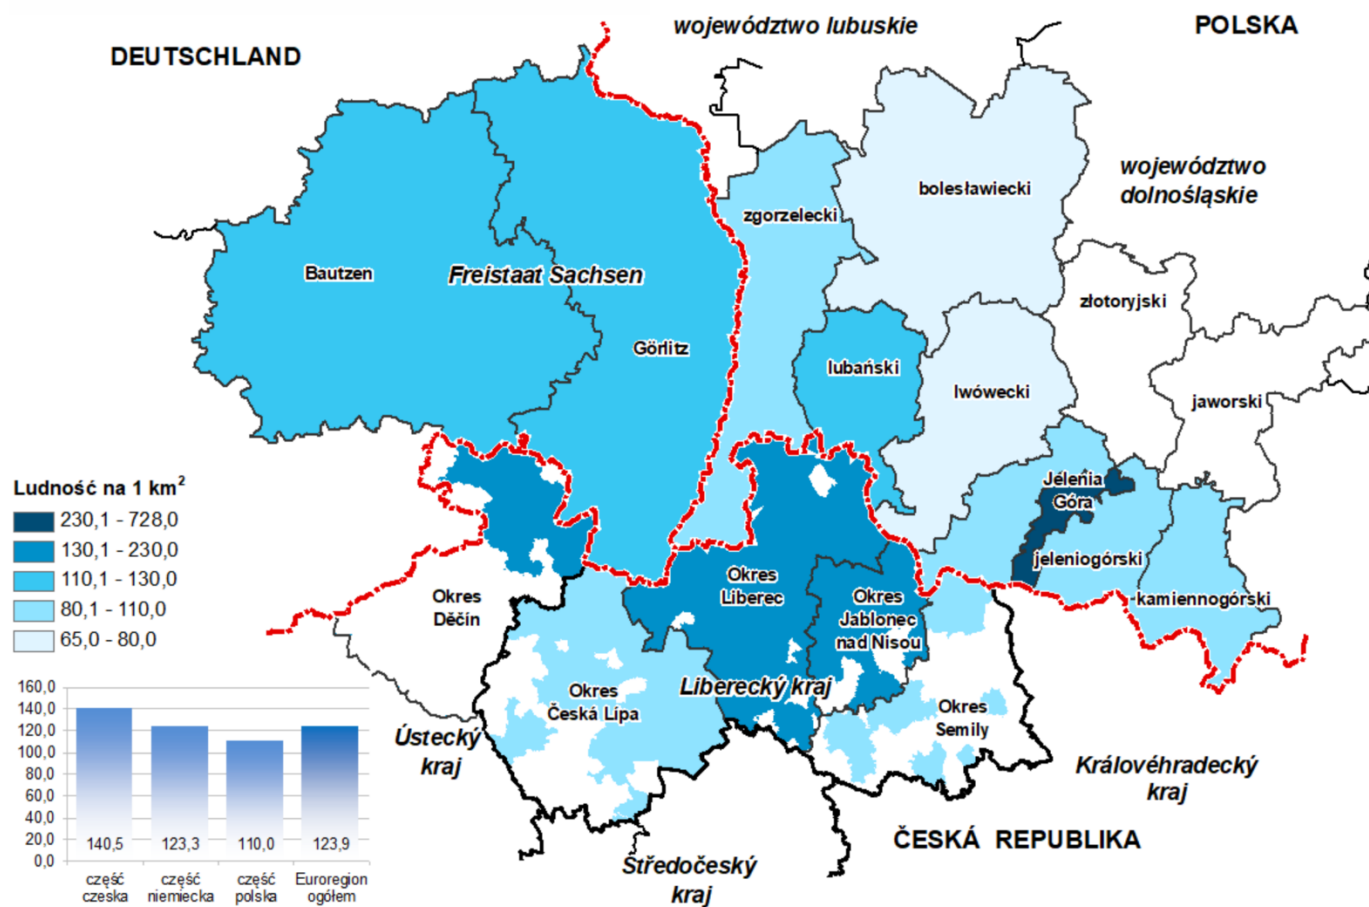 województwo lubuskie
POLSKA
DEUTSCHLAND
województwo
dolnośląskie
bolesławiecki
zgorzelecki
Bautzen
Freistaat Sachsen
złotoryjski
Görlitz
lubański
lwówecki
jaworski
Ludność na 1 km²
230,1 - 728,0
130,1 - 230,0
110,1 - 130,0
80,1 - 110,0
65,0 - 80,0
Jelenia
Góra
jeleniogórski
kamiennogórski
Okres
Děčín
Okres
Liberec
Okres
Jablonec
nad Nisou
Okres
Česká Lípa
Liberecký kraj
Okres
Semily
Ústecký
kraj
Královéhradecký
kraj
ČESKÁ REPUBLIKA
Středočeský
kraj
160,0
140,0
120,0
100,0
80,0
60,0
40,0
20,0
0,0
140,5
123,3
110,0
123,9
część
czeska
część
niemiecka
część
polska
Euroregion
ogółem